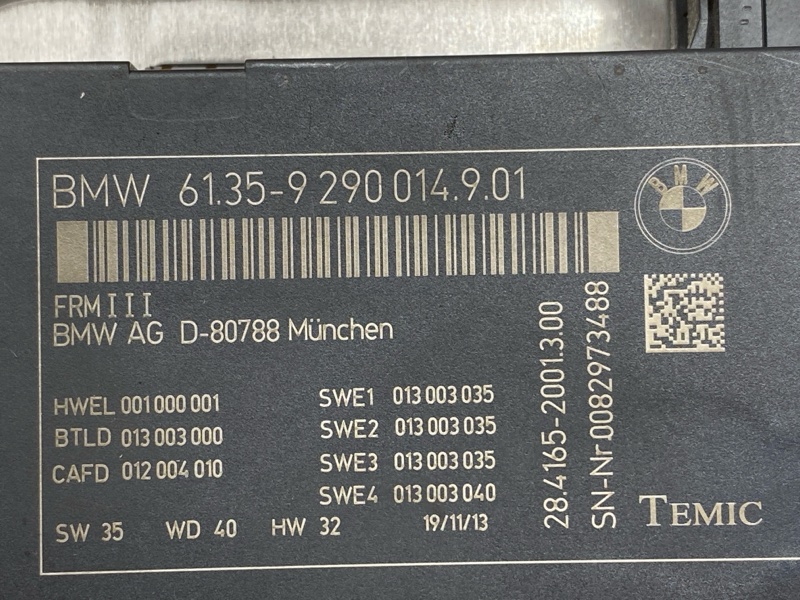 BMW 61.35-9 290 014.9.01
BMW
FRMIII
BMW AG D-80788 München
HWEL 001 000 001
BTLD 013 003 000
CAFD 012 004 010
SWE1 013 003 035
SWE2 013 003 035
SWE3 013 003 035
SWE4 013 003 040
SW 35 WD 40 HW 32 19/11/13
28.4165-2001.3.00
SN-Nr 0082973488
TEMIC